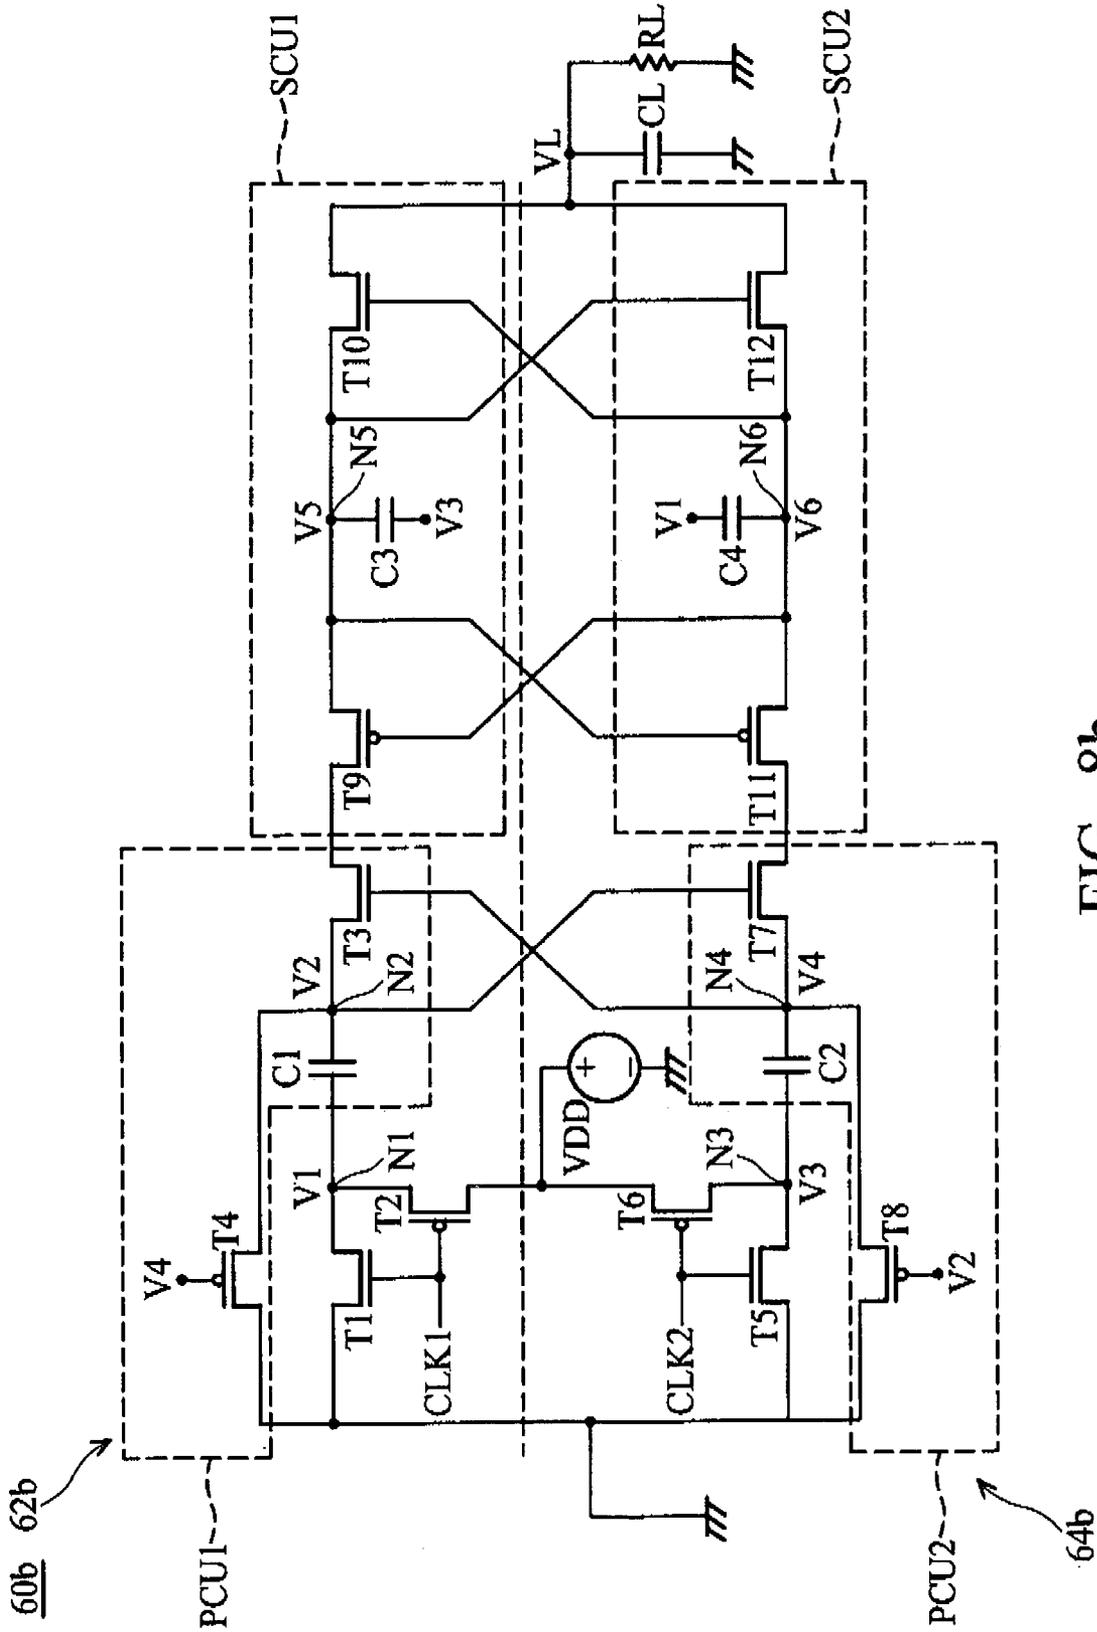 60b
62b
PCU1
V4
T4
V1
N1
C1
V2
N2
T1
T2
CLK1
T3
SCU1
T9
V5
N5
C3
V3
T10
VDD
+
−
VL
CL
RL
CLK2
T6
T5
N3
V3
C2
N4
V4
T7
T8
V2
PCU2
64b
T11
V1
C4
N6
V6
T12
SCU2